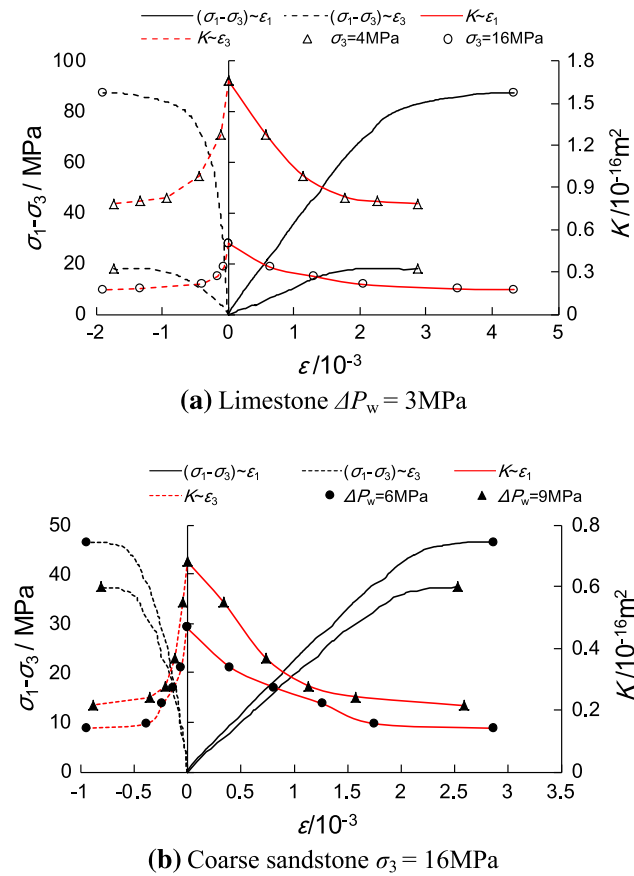 (σ₁-σ₃)~ε₁ (σ₁-σ₃)~ε₃ K~ε₁
K~ε₃ σ₃=4MPa σ₃=16MPa
100 1.8
80 1.5
60 1.2
40 0.9
20 0.6
0 0.3
0
σ₁-σ₃ / MPa
K /10⁻¹⁶m²
-2 -1 0 1 2 3 4 5
ε /10⁻³
(a) Limestone ΔP_w = 3MPa
(σ₁-σ₃)~ε₁ (σ₁-σ₃)~ε₃ K~ε₁
K~ε₃ ΔP_w=6MPa ΔP_w=9MPa
50 0.8
40 0.6
30 0.4
20 0.2
10 0
0
σ₁-σ₃ / MPa
K /10⁻¹⁶m²
-1 -0.5 0 0.5 1 1.5 2 2.5 3 3.5
ε /10⁻³
(b) Coarse sandstone σ₃ = 16MPa